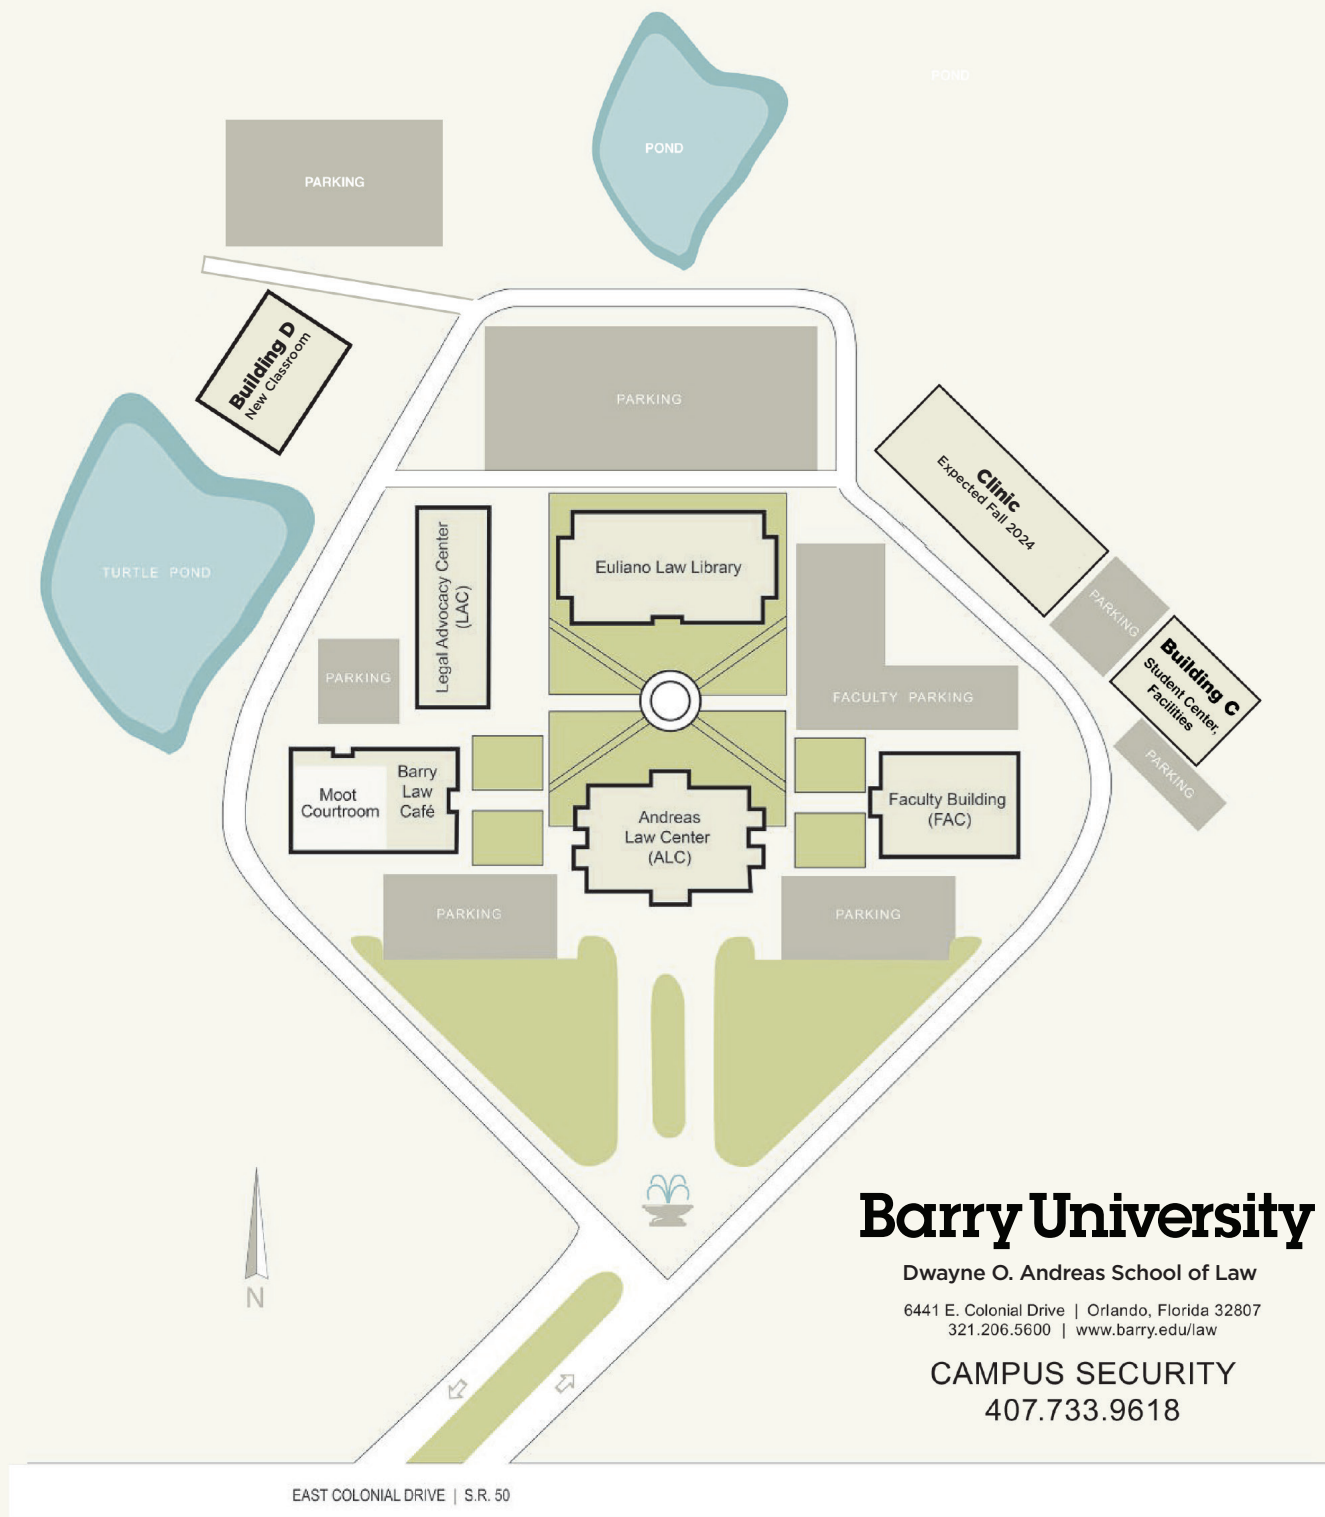 POND
POND
PARKING
Building D
New Classroom
PARKING
Clinic
Expected Fall 2024
Legal Advocacy Center
(LAC)
Euliano Law Library
TURTLE POND
PARKING
PARKING
FACULTY PARKING
Building C
Student Center,
Facilities
PARKING
Moot
Courtroom
Barry
Law
Café
Andreas
Law Center
(ALC)
Faculty Building
(FAC)
PARKING
PARKING
N
Barry University
Dwayne O. Andreas School of Law
6441 E. Colonial Drive | Orlando, Florida 32807
321.206.5600 | www.barry.edu/law
CAMPUS SECURITY
407.733.9618
EAST COLONIAL DRIVE | S.R. 50